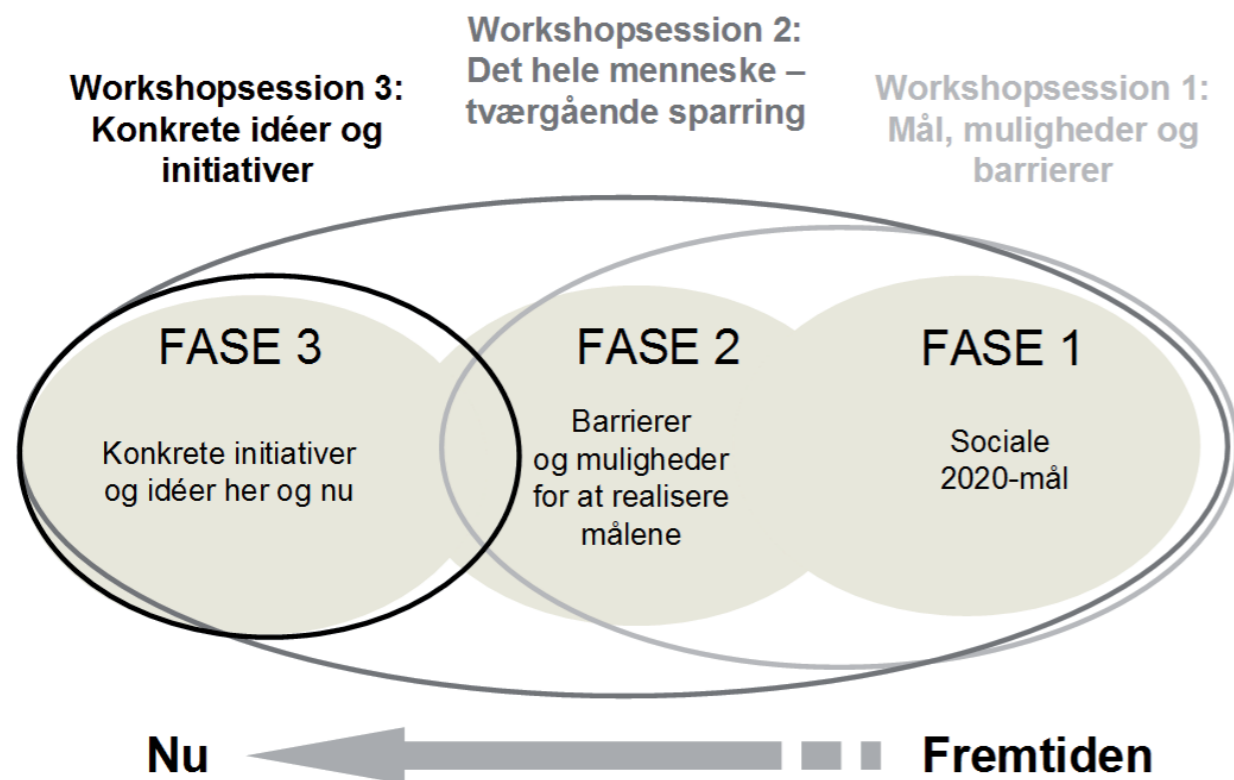 Workshopsession 3:
Konkrete idéer og
initiativer
Workshopsession 2:
Det hele menneske –
tværgående sparring
Workshopsession 1:
Mål, muligheder og
barrierer
FASE 3
Konkrete initiativer
og idéer her og nu
FASE 2
Barrierer
og muligheder
for at realisere
målene
FASE 1
Sociale
2020-mål
Nu
Fremtiden